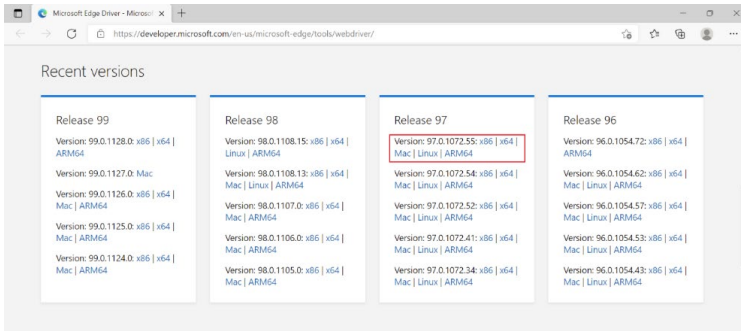 Microsoft Edge Driver - Microsof
https://developer.microsoft.com/en-us/microsoft-edge/tools/webdriver/
Recent versions
Release 99
Version: 99.0.1128.0: x86 | x64 |
ARM64
Version: 99.0.1127.0: Mac
Version: 99.0.1126.0: x86 | x64 |
Mac | ARM64
Version: 99.0.1125.0: x86 | x64 |
Mac | ARM64
Version: 99.0.1124.0: x86 | x64 |
Mac | ARM64
Release 98
Version: 98.0.1108.15: x86 | x64 |
Linux | ARM64
Version: 98.0.1108.13: x86 | x64 |
Mac | Linux | ARM64
Version: 98.0.1107.0: x86 | x64 |
Mac | ARM64
Version: 98.0.1106.0: x86 | x64 |
Mac | ARM64
Version: 98.0.1105.0: x86 | x64 |
Mac | ARM64
Release 97
Version: 97.0.1072.55: x86 | x64 |
Mac | Linux | ARM64
Version: 97.0.1072.54: x86 | x64 |
Mac | Linux | ARM64
Version: 97.0.1072.52: x86 | x64 |
Mac | Linux | ARM64
Version: 97.0.1072.41: x86 | x64 |
Mac | Linux | ARM64
Version: 97.0.1072.34: x86 | x64 |
Mac | Linux | ARM64
Release 96
Version: 96.0.1054.72: x86 | x64 |
ARM64
Version: 96.0.1054.62: x86 | x64 |
Mac | Linux | ARM64
Version: 96.0.1054.57: x86 | x64 |
Mac | Linux | ARM64
Version: 96.0.1054.53: x86 | x64 |
Mac | Linux | ARM64
Version: 96.0.1054.43: x86 | x64 |
Mac | Linux | ARM64